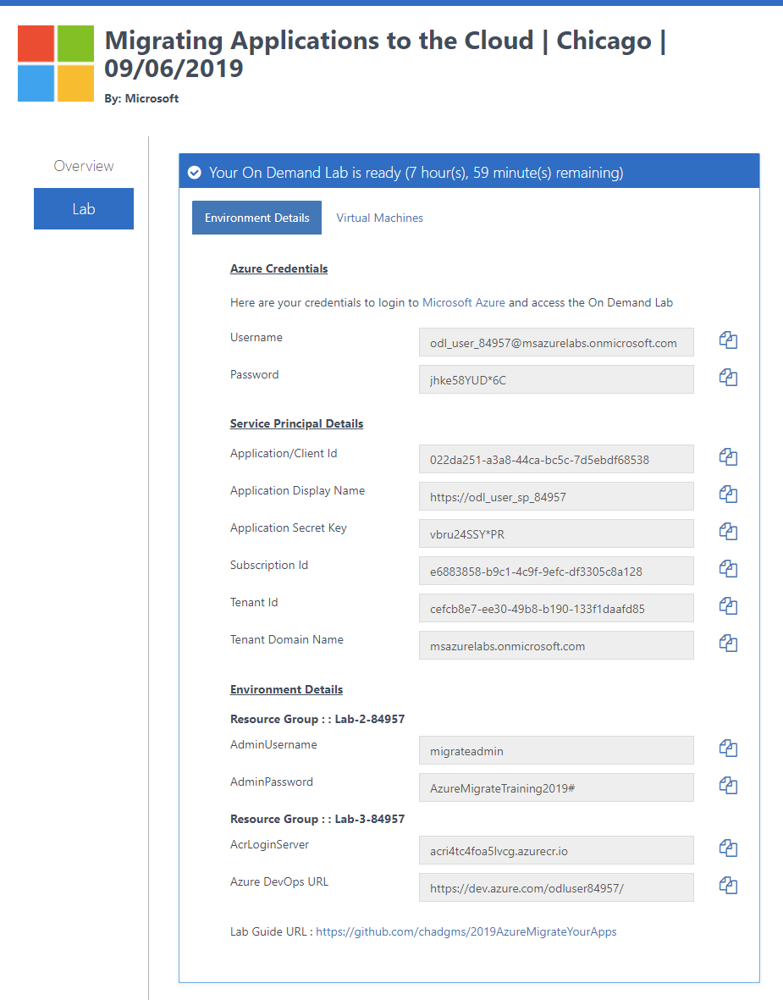 Migrating Applications to the Cloud | Chicago |
09/06/2019
By: Microsoft
Overview
Lab
Your On Demand Lab is ready (7 hour(s), 59 minute(s) remaining)
Environment Details
Virtual Machines
Azure Credentials
Here are your credentials to login to Microsoft Azure and access the On Demand Lab
Username
odl_user_84957@msazurelabs.onmicrosoft.com
Password
jhke58YUD*6C
Service Principal Details
Application/Client Id
022da251-a3a8-44ca-bc5c-7d5ebdf68538
Application Display Name
https://odl_user_sp_84957
Application Secret Key
vbru24SSY*PR
Subscription Id
e6883858-b9c1-4c9f-9efc-df3305c8a128
Tenant Id
cefcb8e7-ee30-49b8-b190-133f1daafd85
Tenant Domain Name
msazurelabs.onmicrosoft.com
Environment Details
Resource Group : : Lab-2-84957
AdminUsername
migrateadmin
AdminPassword
AzureMigrateTraining2019#
Resource Group : : Lab-3-84957
AcrLoginServer
acri4tc4foa5lvcg.azurecr.io
Azure DevOps URL
https://dev.azure.com/odluser84957/
Lab Guide URL : https://github.com/chadgms/2019AzureMigrateYourApps